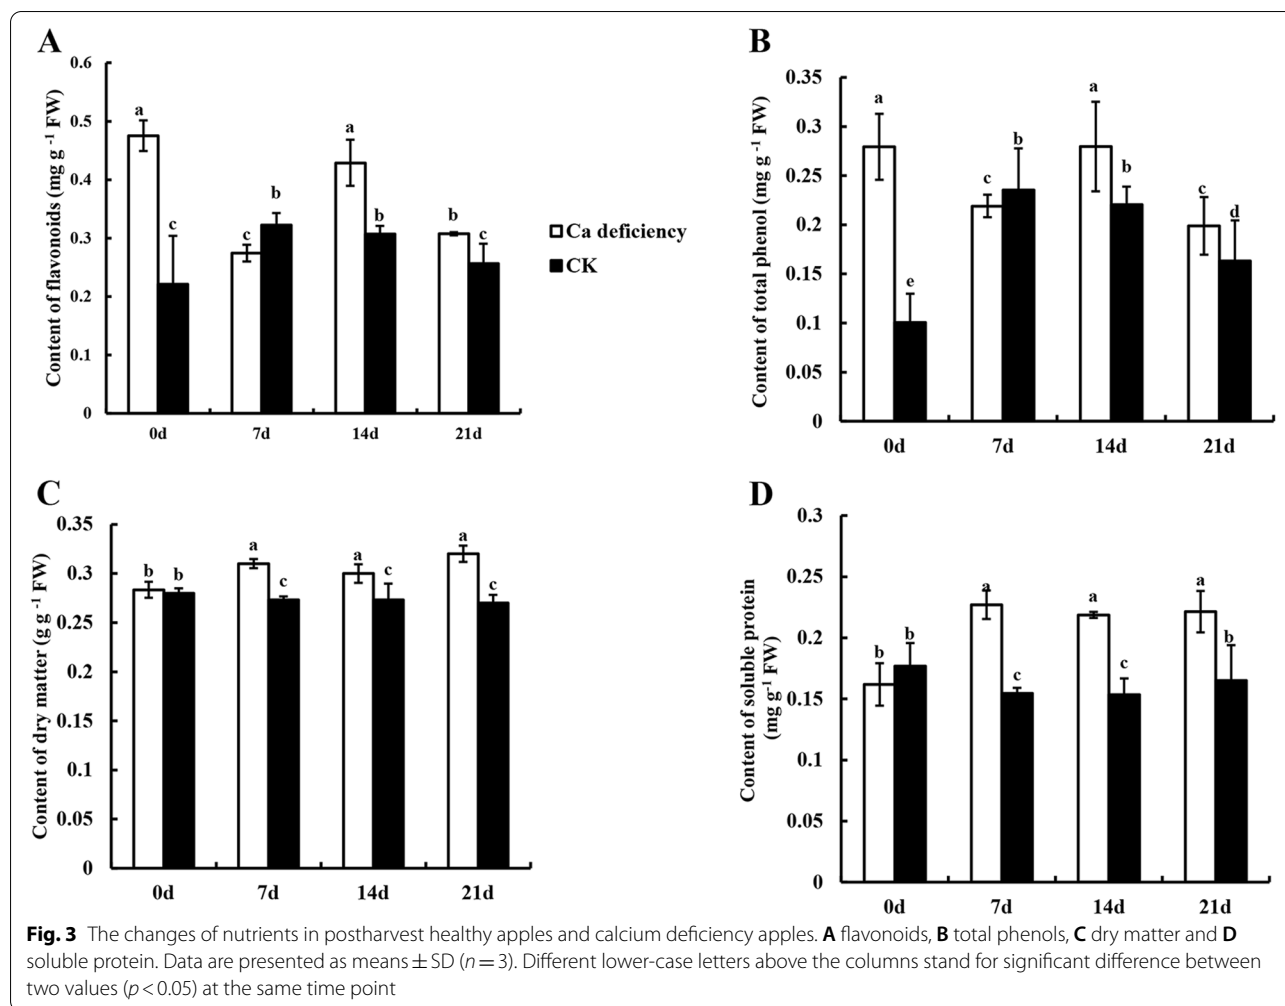 A
Content of flavonoids (mg g -1 FW)
0.6
0.5
0.4
0.3
0.2
0.1
0
a
c
c
b
a
b
b
c
0d 7d 14d 21d
Ca deficiency
CK
B
Content of total phenol (mg g -1 FW)
0.35
0.3
0.25
0.2
0.15
0.1
0.05
0
a
e
c
b
a
b
c
d
0d 7d 14d 21d
C
Content of dry matter (g g -1 FW)
0.35
0.3
0.25
0.2
0.15
0.1
0.05
0
b
b
a
c
a
c
a
c
0d 7d 14d 21d
D
Content of soluble protein
(mg g-1 FW)
0.3
0.25
0.2
0.15
0.1
0.05
0
b
b
a
c
a
c
a
b
0d 7d 14d 21d
Fig. 3 The changes of nutrients in postharvest healthy apples and calcium deficiency apples. A flavonoids, B total phenols, C dry matter and D
soluble protein. Data are presented as means ± SD (n = 3). Different lower-case letters above the columns stand for significant difference between
two values (p < 0.05) at the same time point